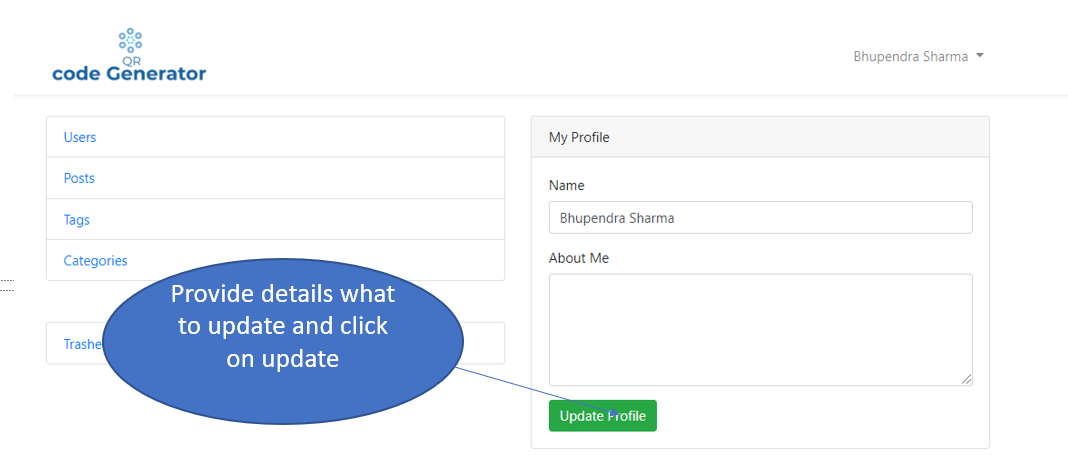 QR
code Generator
Bhupendra Sharma
Users
Posts
Tags
Categories
Provide details what
to update and click
on update
My Profile
Name
Bhupendra Sharma
About Me
Update Profile